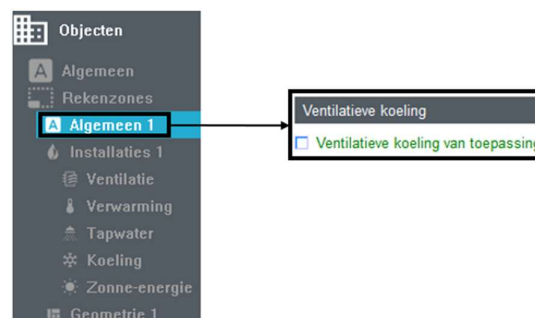 Objecten
A Algemeen
Rekenzones
A Algemeen 1
Installaties 1
Ventilatie
Verwarming
Tapwater
Koeling
Zonne-energie
Geometrie 1
Ventilatieve koeling
Ventilatieve koeling van toepassing